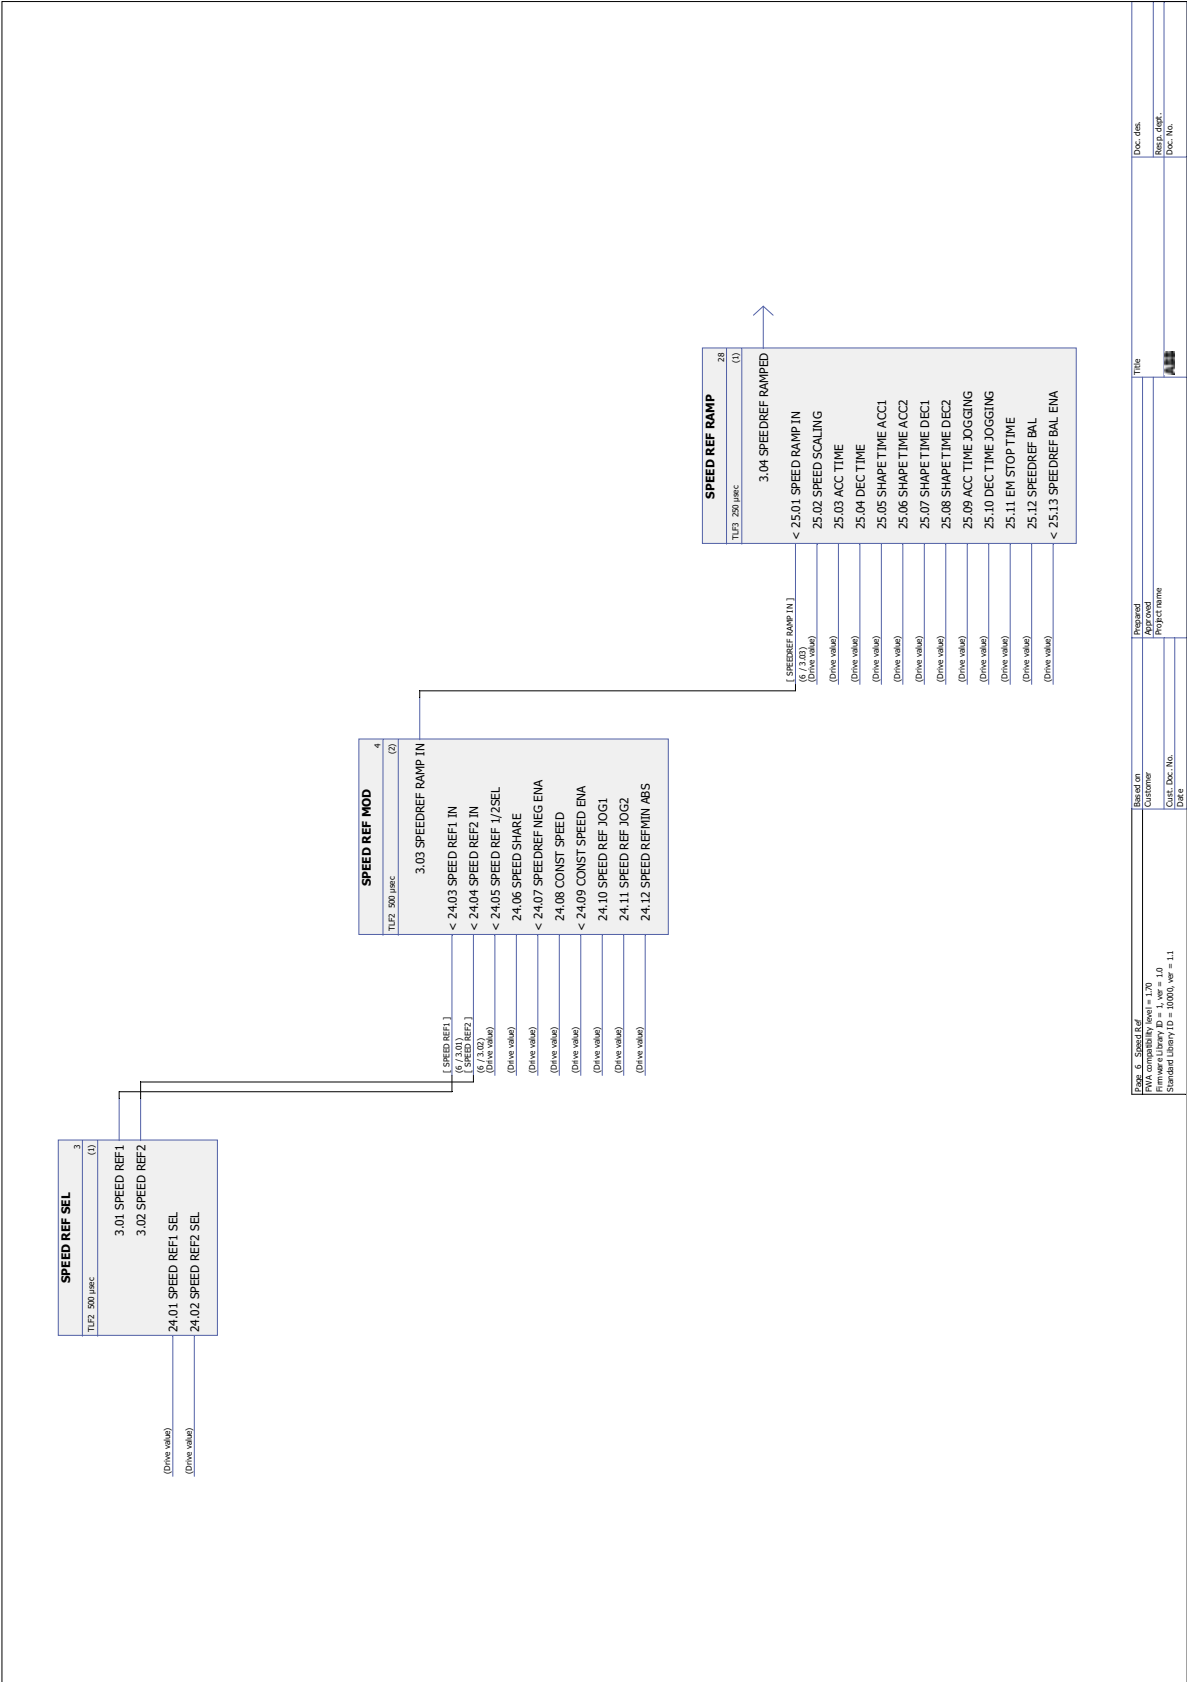 SPEED REF SEL
3
TLF2 500 µsec
(1)
3.01 SPEED REF1
3.02 SPEED REF2
24.01 SPEED REF1 SEL
24.02 SPEED REF2 SEL
(Drive value)
(Drive value)
SPEED REF MOD
4
TLF2 500 µsec
(2)
3.03 SPEEDREF RAMP IN
[ SPEED REF1 ]
(6 / 3.01)
< 24.03 SPEED REF1 IN
[ SPEED REF2 ]
(6 / 3.02)
< 24.04 SPEED REF2 IN
(Drive value)
< 24.05 SPEED REF 1/2SEL
(Drive value)
24.06 SPEED SHARE
(Drive value)
< 24.07 SPEEDREF NEG ENA
(Drive value)
24.08 CONST SPEED
(Drive value)
< 24.09 CONST SPEED ENA
(Drive value)
24.10 SPEED REF JOG1
(Drive value)
24.11 SPEED REF JOG2
(Drive value)
24.12 SPEED REFMIN ABS
(Drive value)
SPEED REF RAMP
28
TLF3 250 µsec
(1)
3.04 SPEEDREF RAMPED
[ SPEEDREF RAMP IN ]
(6 / 3.03)
< 25.01 SPEED RAMP IN
(Drive value)
25.02 SPEED SCALING
(Drive value)
25.03 ACC TIME
(Drive value)
25.04 DEC TIME
(Drive value)
25.05 SHAPE TIME ACC1
(Drive value)
25.06 SHAPE TIME ACC2
(Drive value)
25.07 SHAPE TIME DEC1
(Drive value)
25.08 SHAPE TIME DEC2
(Drive value)
25.09 ACC TIME JOGGING
(Drive value)
25.10 DEC TIME JOGGING
(Drive value)
25.11 EM STOP TIME
(Drive value)
25.12 SPEEDREF BAL
(Drive value)
< 25.13 SPEEDREF BAL ENA
(Drive value)
Page 6 Speed Ref
FWA compatibility level = 1.70
Firmware Library ID = 1, ver = 1.0
Standard Library ID = 10000, ver = 1.1
Based on
Customer
Cust. Doc. No.
Date
Prepared
Approved
Project name
Title
ABB
Doc. des.
Resp. dept.
Doc. No.